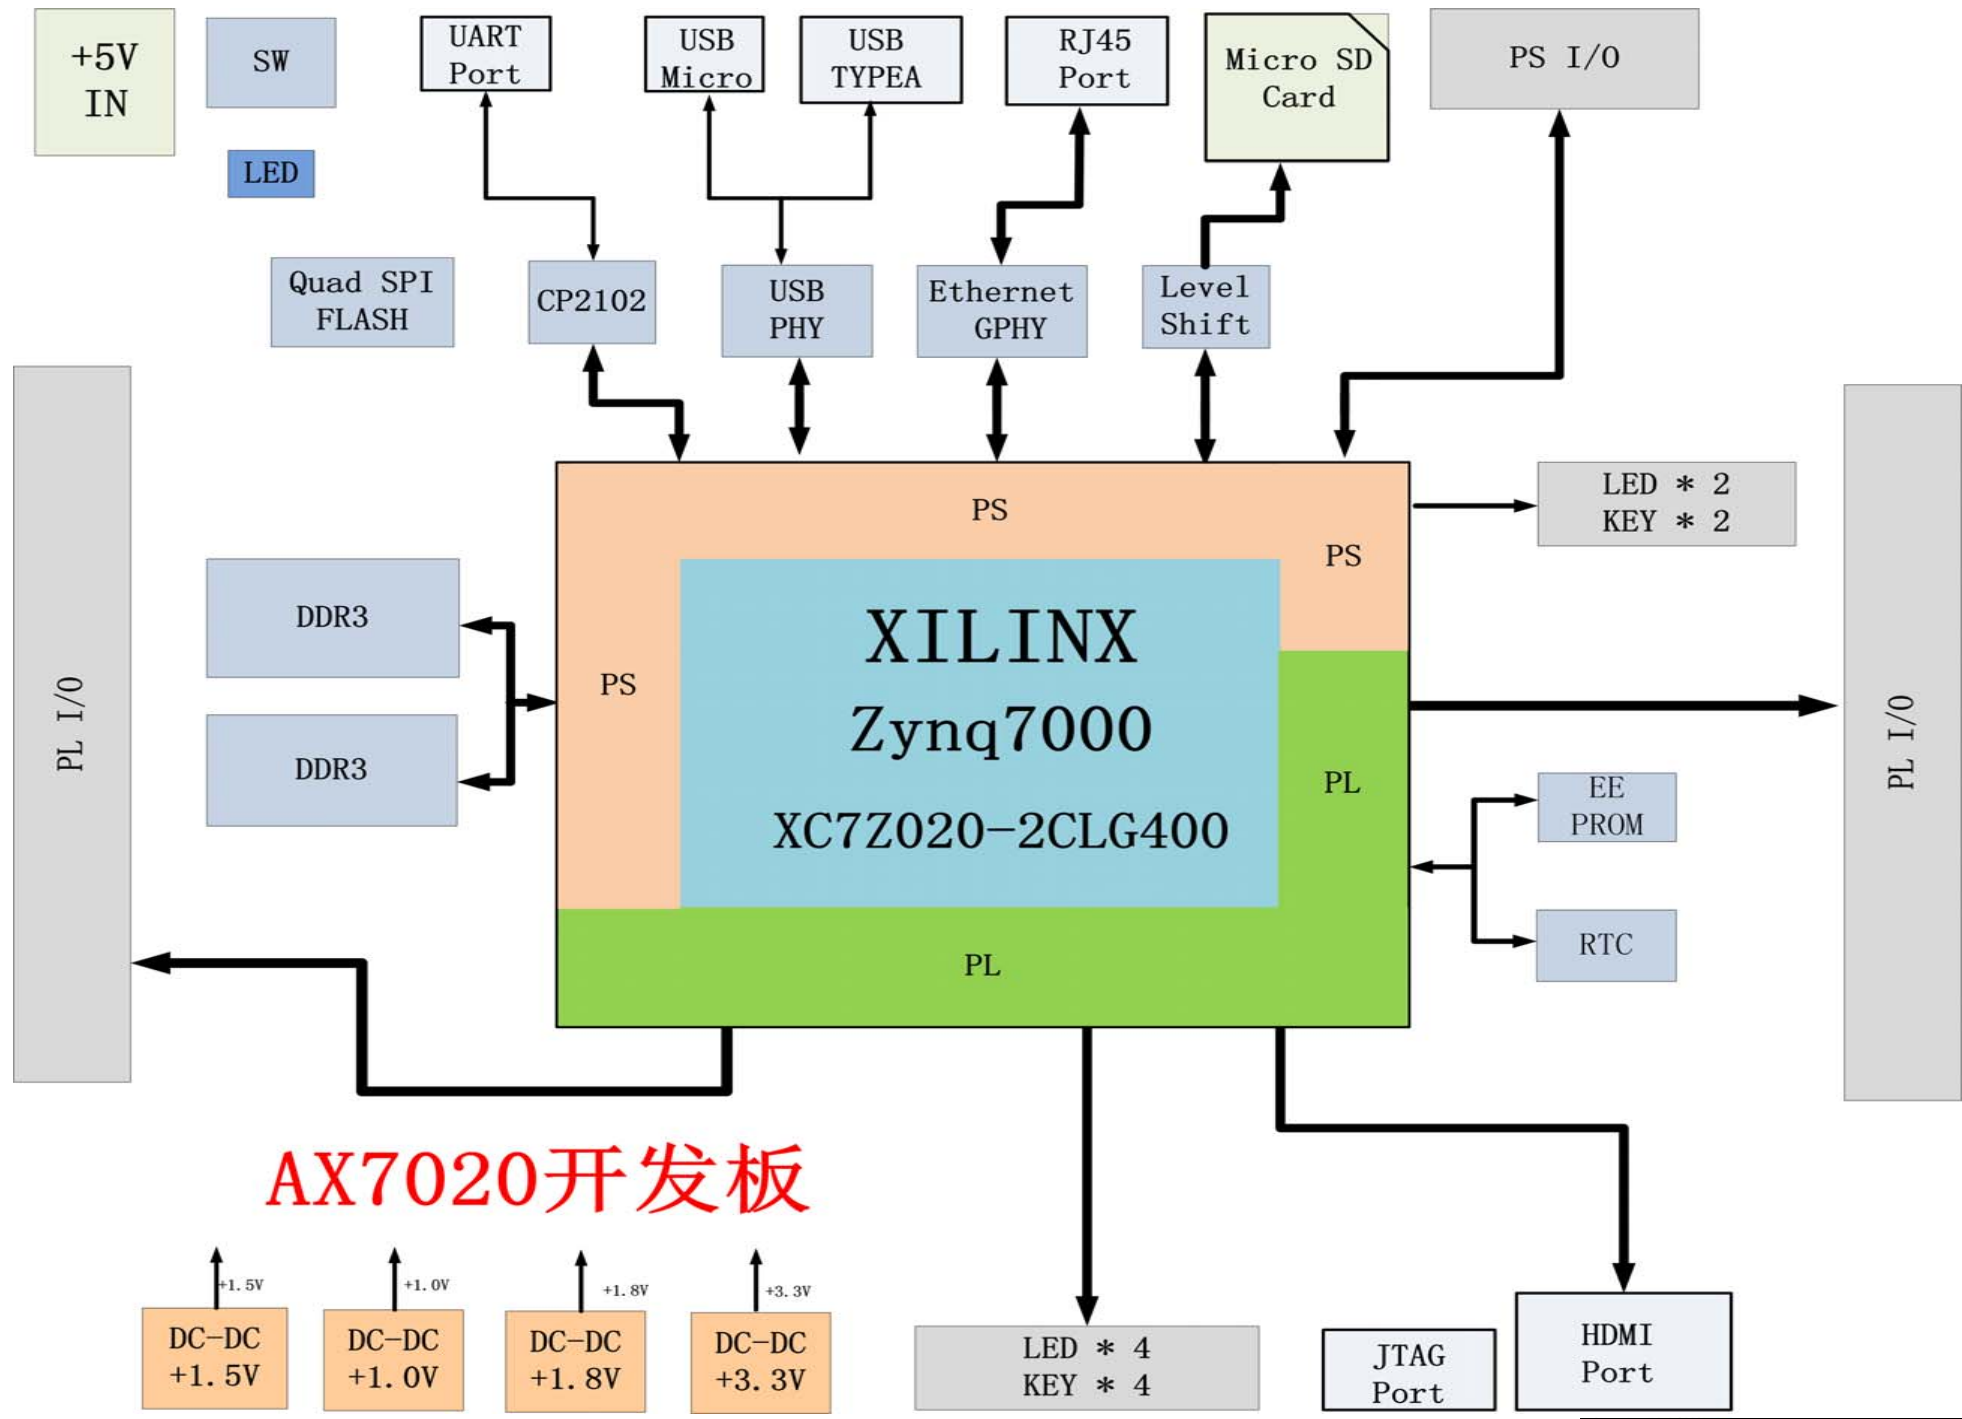 +5V
IN
SW
LED
UART
Port
USB
Micro
USB
TYPEA
RJ45
Port
Micro SD
Card
PS I/O
Quad SPI
FLASH
CP2102
USB
PHY
Ethernet
GPHY
Level
Shift
PL I/O
PS
PS
LED * 2
KEY * 2
DDR3
DDR3
PS
XILINX
Zynq7000
XC7Z020-2CLG400
PL
PL
EE
PROM
RTC
PL I/O
AX7020开发板
+1.5V
+1.0V
+1.8V
+3.3V
DC-DC
+1.5V
DC-DC
+1.0V
DC-DC
+1.8V
DC-DC
+3.3V
LED * 4
KEY * 4
JTAG
Port
HDMI
Port